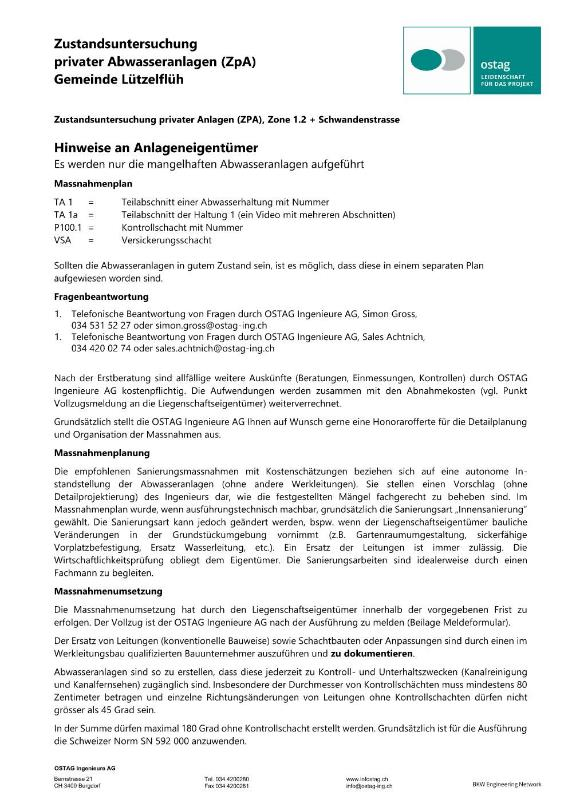 Zustandsuntersuchung
privater Abwasseranlagen (ZpA)
Gemeinde Lützelflüh
ostag
LEIDENSCHAFT
FÜR DAS PROJEKT
Zustandsuntersuchung privater Anlagen (ZPA), Zone 1.2 + Schwandenstrasse
Hinweise an Anlageneigentümer
Es werden nur die mangelhaften Abwasseranlagen aufgeführt
Massnahmenplan
TA 1 = Teilabschnitt einer Abwasserhaltung mit Nummer
TA 1a = Teilabschnitt der Haltung 1 (ein Video mit mehreren Abschnitten)
P100.1 = Kontrollschacht mit Nummer
VSA = Versickerungsschacht
Sollten die Abwasseranlagen in gutem Zustand sein, ist es möglich, dass diese in einem separaten Plan
aufgewiesen worden sind.
Fragenbeantwortung
1. Telefonische Beantwortung von Fragen durch OSTAG Ingenieure AG, Simon Gross,
034 531 52 27 oder simon.gross@ostag-ing.ch
1. Telefonische Beantwortung von Fragen durch OSTAG Ingenieure AG, Sales Achtnich,
034 420 02 74 oder sales.achtnich@ostag-ing.ch
Nach der Erstberatung sind allfällige weitere Auskünfte (Beratungen, Einmessungen, Kontrollen) durch OSTAG
Ingenieure AG kostenpflichtig. Die Aufwendungen werden zusammen mit den Abnahmekosten (vgl. Punkt
Vollzugsmeldung an die Liegenschaftseigentümer) weiterverrechnet.
Grundsätzlich stellt die OSTAG Ingenieure AG Ihnen auf Wunsch gerne eine Honorarofferte für die Detailplanung
und Organisation der Massnahmen aus.
Massnahmenplanung
Die empfohlenen Sanierungsmassnahmen mit Kostenschätzungen beziehen sich auf eine autonome In-
standstellung der Abwasseranlagen (ohne andere Werkleitungen). Sie stellen einen Vorschlag (ohne
Detailprojektierung) des Ingenieurs dar, wie die festgestellten Mängel fachgerecht zu beheben sind. Im
Massnahmenplan wurde, wenn ausführungstechnisch machbar, grundsätzlich die Sanierungsart „Innensanierung"
gewählt. Die Sanierungsart kann jedoch geändert werden, bspw. wenn der Liegenschaftseigentümer bauliche
Veränderungen in der Grundstückumgebung vornimmt (z.B. Gartenraumumgestaltung, sickerfähige
Vorplatzbefestigung, Ersatz Wasserleitung, etc.). Ein Ersatz der Leitungen ist immer zulässig. Die
Wirtschaftlichkeitsprüfung obliegt dem Eigentümer. Die Sanierungsarbeiten sind idealerweise durch einen
Fachmann zu begleiten.
Massnahmenumsetzung
Die Massnahmenumsetzung hat durch den Liegenschaftseigentümer innerhalb der vorgegebenen Frist zu
erfolgen. Der Vollzug ist der OSTAG Ingenieure AG nach der Ausführung zu melden (Beilage Meldeformular).
Der Ersatz von Leitungen (konventionelle Bauweise) sowie Schachtbauten oder Anpassungen sind durch einen im
Werkleitungsbau qualifizierten Bauunternehmer auszuführen und zu dokumentieren.
Abwasseranlagen sind so zu erstellen, dass diese jederzeit zu Kontroll- und Unterhaltszwecken (Kanalreinigung
und Kanalfernsehen) zugänglich sind. Insbesondere der Durchmesser von Kontrollschächten muss mindestens 80
Zentimeter betragen und einzelne Richtungsänderungen von Leitungen ohne Kontrollschachten dürfen nicht
grösser als 45 Grad sein.
In der Summe dürfen maximal 180 Grad ohne Kontrollschacht erstellt werden. Grundsätzlich ist für die Ausführung
die Schweizer Norm SN 592 000 anzuwenden.
OSTAG Ingenieure AG
Bernstrasse 21 Tel. 034 4200280 www.infostag.ch
CH 3400 Burgdorf Fax 034 4200281 info@ostag-ing.ch BKW Engineering Network